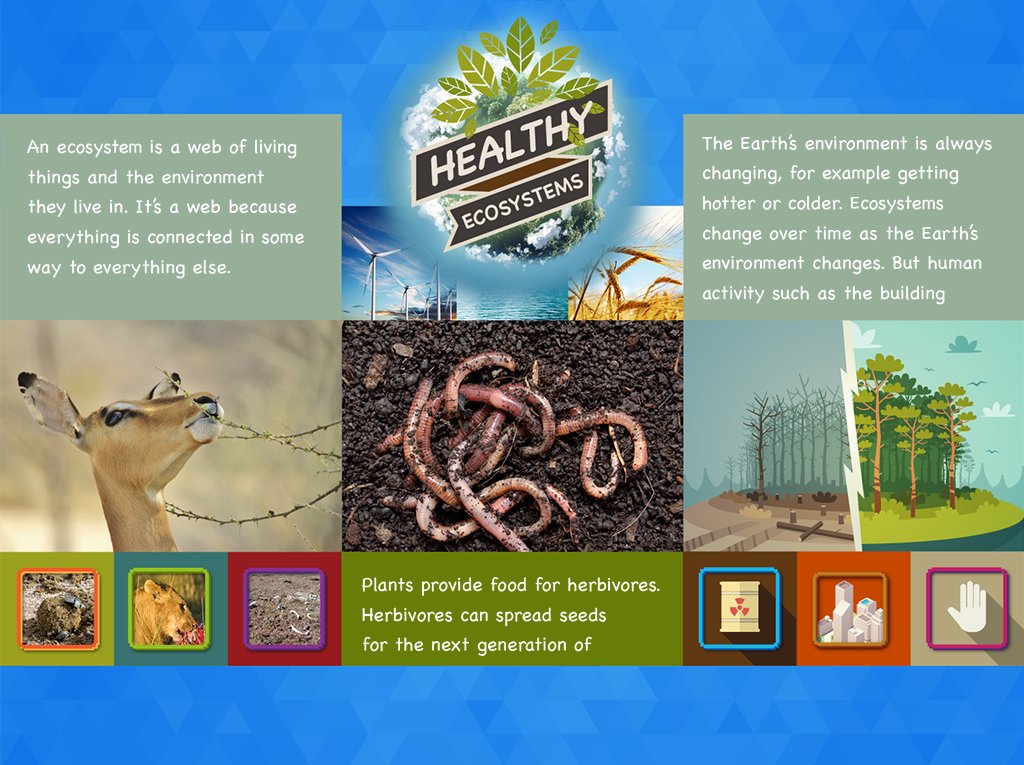 HEALTHY
ECOSYSTEMS
An ecosystem is a web of living
things and the environment
they live in. It's a web because
everything is connected in some
way to everything else.
The Earth's environment is always
changing, for example getting
hotter or colder. Ecosystems
change over time as the Earth's
environment changes. But human
activity such as the building
Plants provide food for herbivores.
Herbivores can spread seeds
for the next generation of